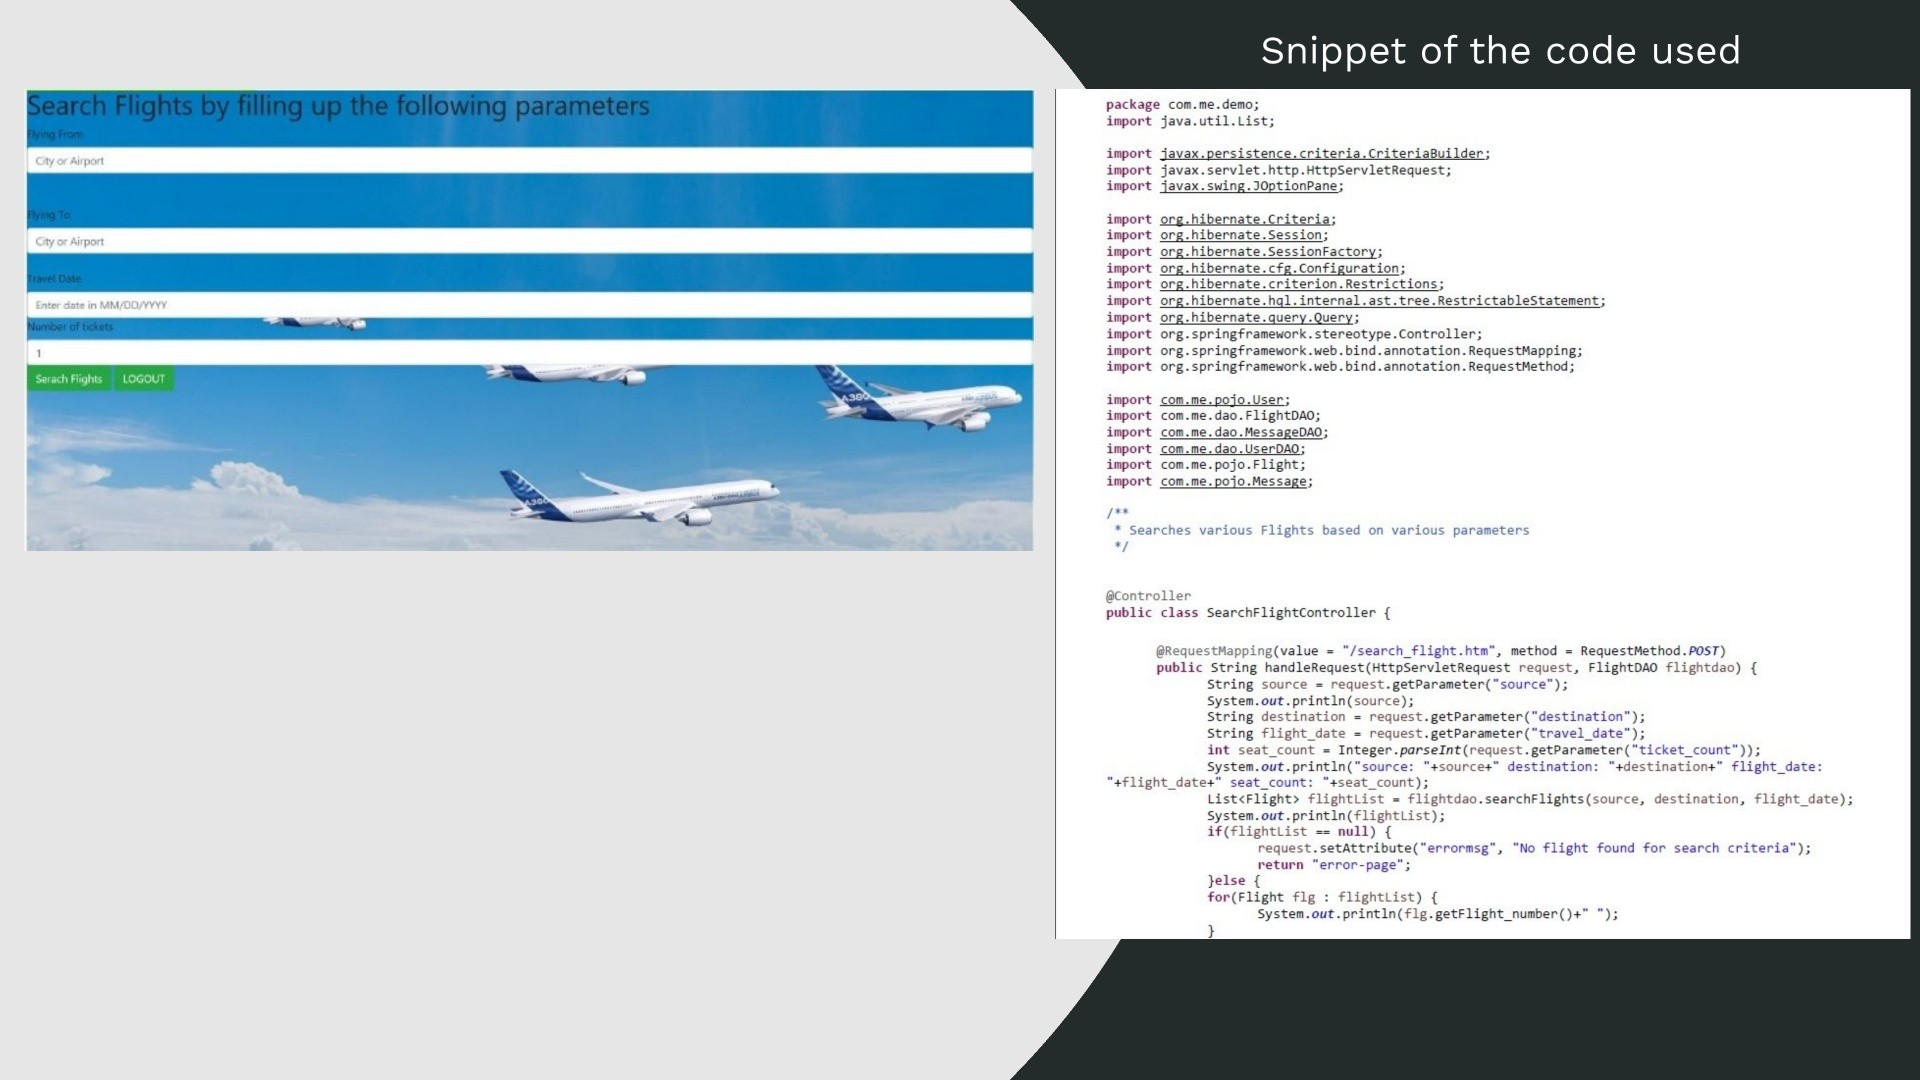 Snippet of the code used
Search Flights by filling up the following parameters
Flying From
City or Airport
Flying To
City or Airport
Travel Date
Enter date in MM/DD/YYYY
Number of tickets
1
Serach Flights LOGOUT
A380
A380
package com.me.demo;
import java.util.List;
import javax.persistence.criteria.CriteriaBuilder;
import javax.servlet.http.HttpServletRequest;
import javax.swing.JOptionPane;
import org.hibernate.Criteria;
import org.hibernate.Session;
import org.hibernate.SessionFactory;
import org.hibernate.cfg.Configuration;
import org.hibernate.criterion.Restrictions;
import org.hibernate.hql.internal.ast.tree.RestrictableStatement;
import org.hibernate.query.Query;
import org.springframework.stereotype.Controller;
import org.springframework.web.bind.annotation.RequestMapping;
import org.springframework.web.bind.annotation.RequestMethod;
import com.me.pojo.User;
import com.me.dao.FlightDAO;
import com.me.dao.MessageDAO;
import com.me.dao.UserDAO;
import com.me.pojo.Flight;
import com.me.pojo.Message;
/**
* Searches various Flights based on various parameters
*/
@Controller
public class SearchFlightController {
@RequestMapping(value = "/search_flight.htm", method = RequestMethod.POST)
public String handleRequest(HttpServletRequest request, FlightDAO flightdao) {
String source = request.getParameter("source");
System.out.println(source);
String destination = request.getParameter("destination");
String flight_date = request.getParameter("travel_date");
int seat_count = Integer.parseInt(request.getParameter("ticket_count"));
System.out.println("source: "+source+" destination: "+destination+" flight_date:
"+flight_date+" seat_count: "+seat_count);
List<Flight> flightList = flightdao.searchFlights(source, destination, flight_date);
System.out.println(flightList);
if(flightList == null) {
request.setAttribute("errormsg", "No flight found for search criteria");
return "error-page";
}else {
for(Flight flg : flightList) {
System.out.println(flg.getFlight_number()+" ");
}